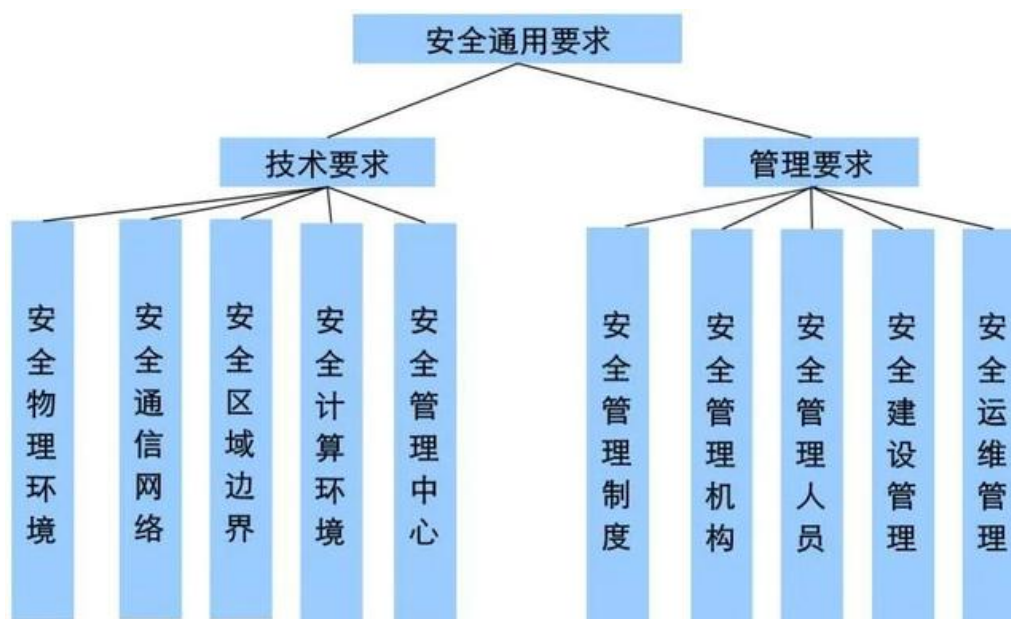 安全通用要求
技术要求
管理要求
安全物理环境
安全通信网络
安全区域边界
安全计算环境
安全管理中心
安全管理制度
安全管理机构
安全管理人员
安全建设管理
安全运维管理